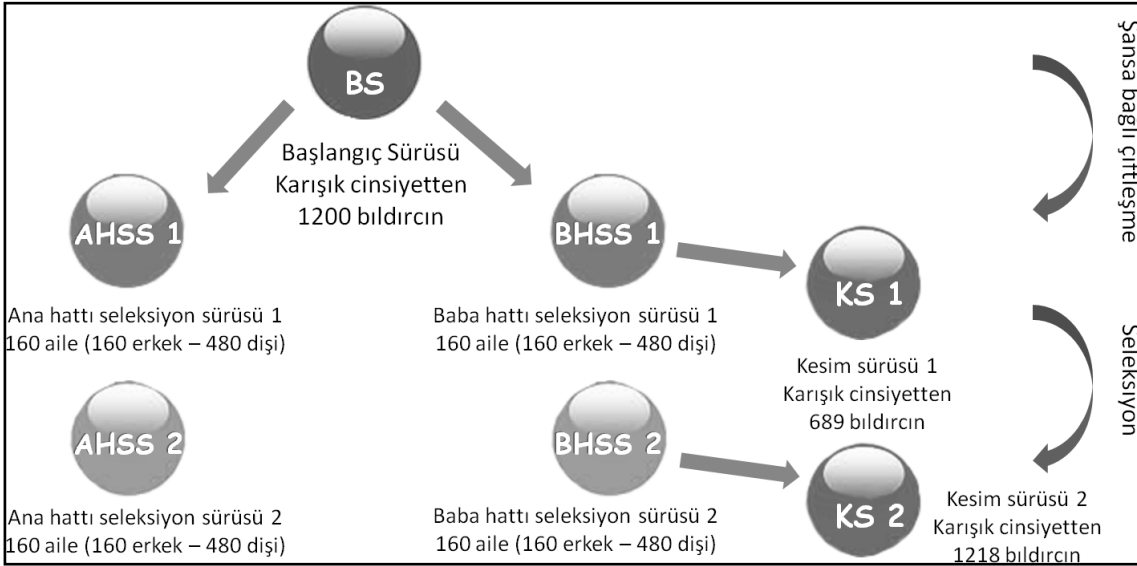 BS
Başlangıç Sürüsü
Karışık cinsiyetten
1200 bıldırcın
Şansa bağlı çiftleşme
AHSS 1
Ana hattı seleksiyon sürüsü 1
160 aile (160 erkek – 480 dişi)
BHSS 1
Baba hattı seleksiyon sürüsü 1
160 aile (160 erkek – 480 dişi)
KS 1
Kesim sürüsü 1
Karışık cinsiyetten
689 bıldırcın
Seleksiyon
AHSS 2
Ana hattı seleksiyon sürüsü 2
160 aile (160 erkek – 480 dişi)
BHSS 2
Baba hattı seleksiyon sürüsü 2
160 aile (160 erkek – 480 dişi)
KS 2
Kesim sürüsü 2
Karışık cinsiyetten
1218 bıldırcın